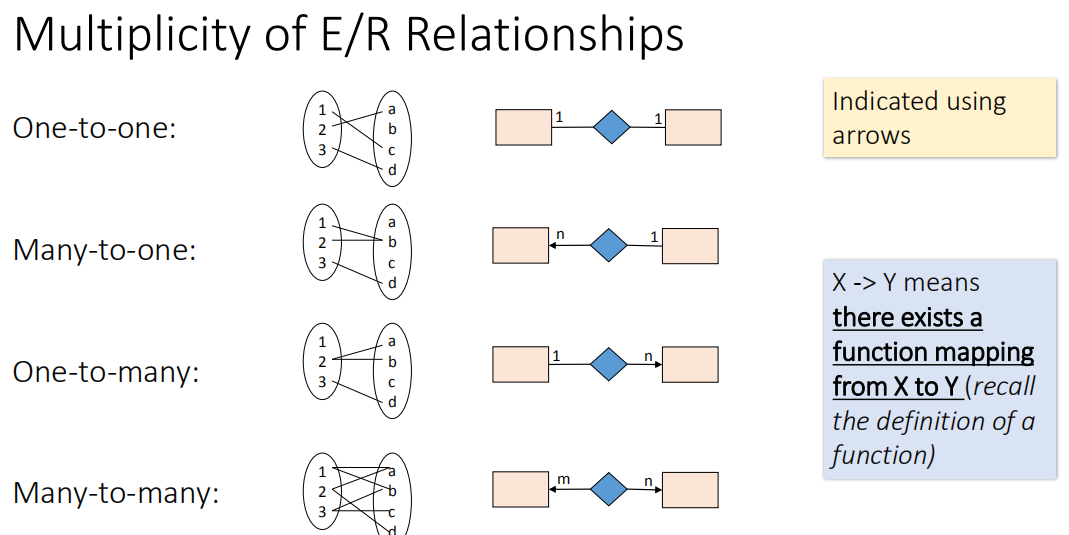 Multiplicity of E/R Relationships
One-to-one:
1
2
3
a
b
c
d
1
1
Indicated using
arrows
Many-to-one:
1
2
3
a
b
c
d
n
1
X -> Y means
there exists a
function mapping
from X to Y (recall
the definition of a
function)
One-to-many:
1
2
3
a
b
c
d
1
n
Many-to-many:
1
2
3
a
b
c
d
m
n